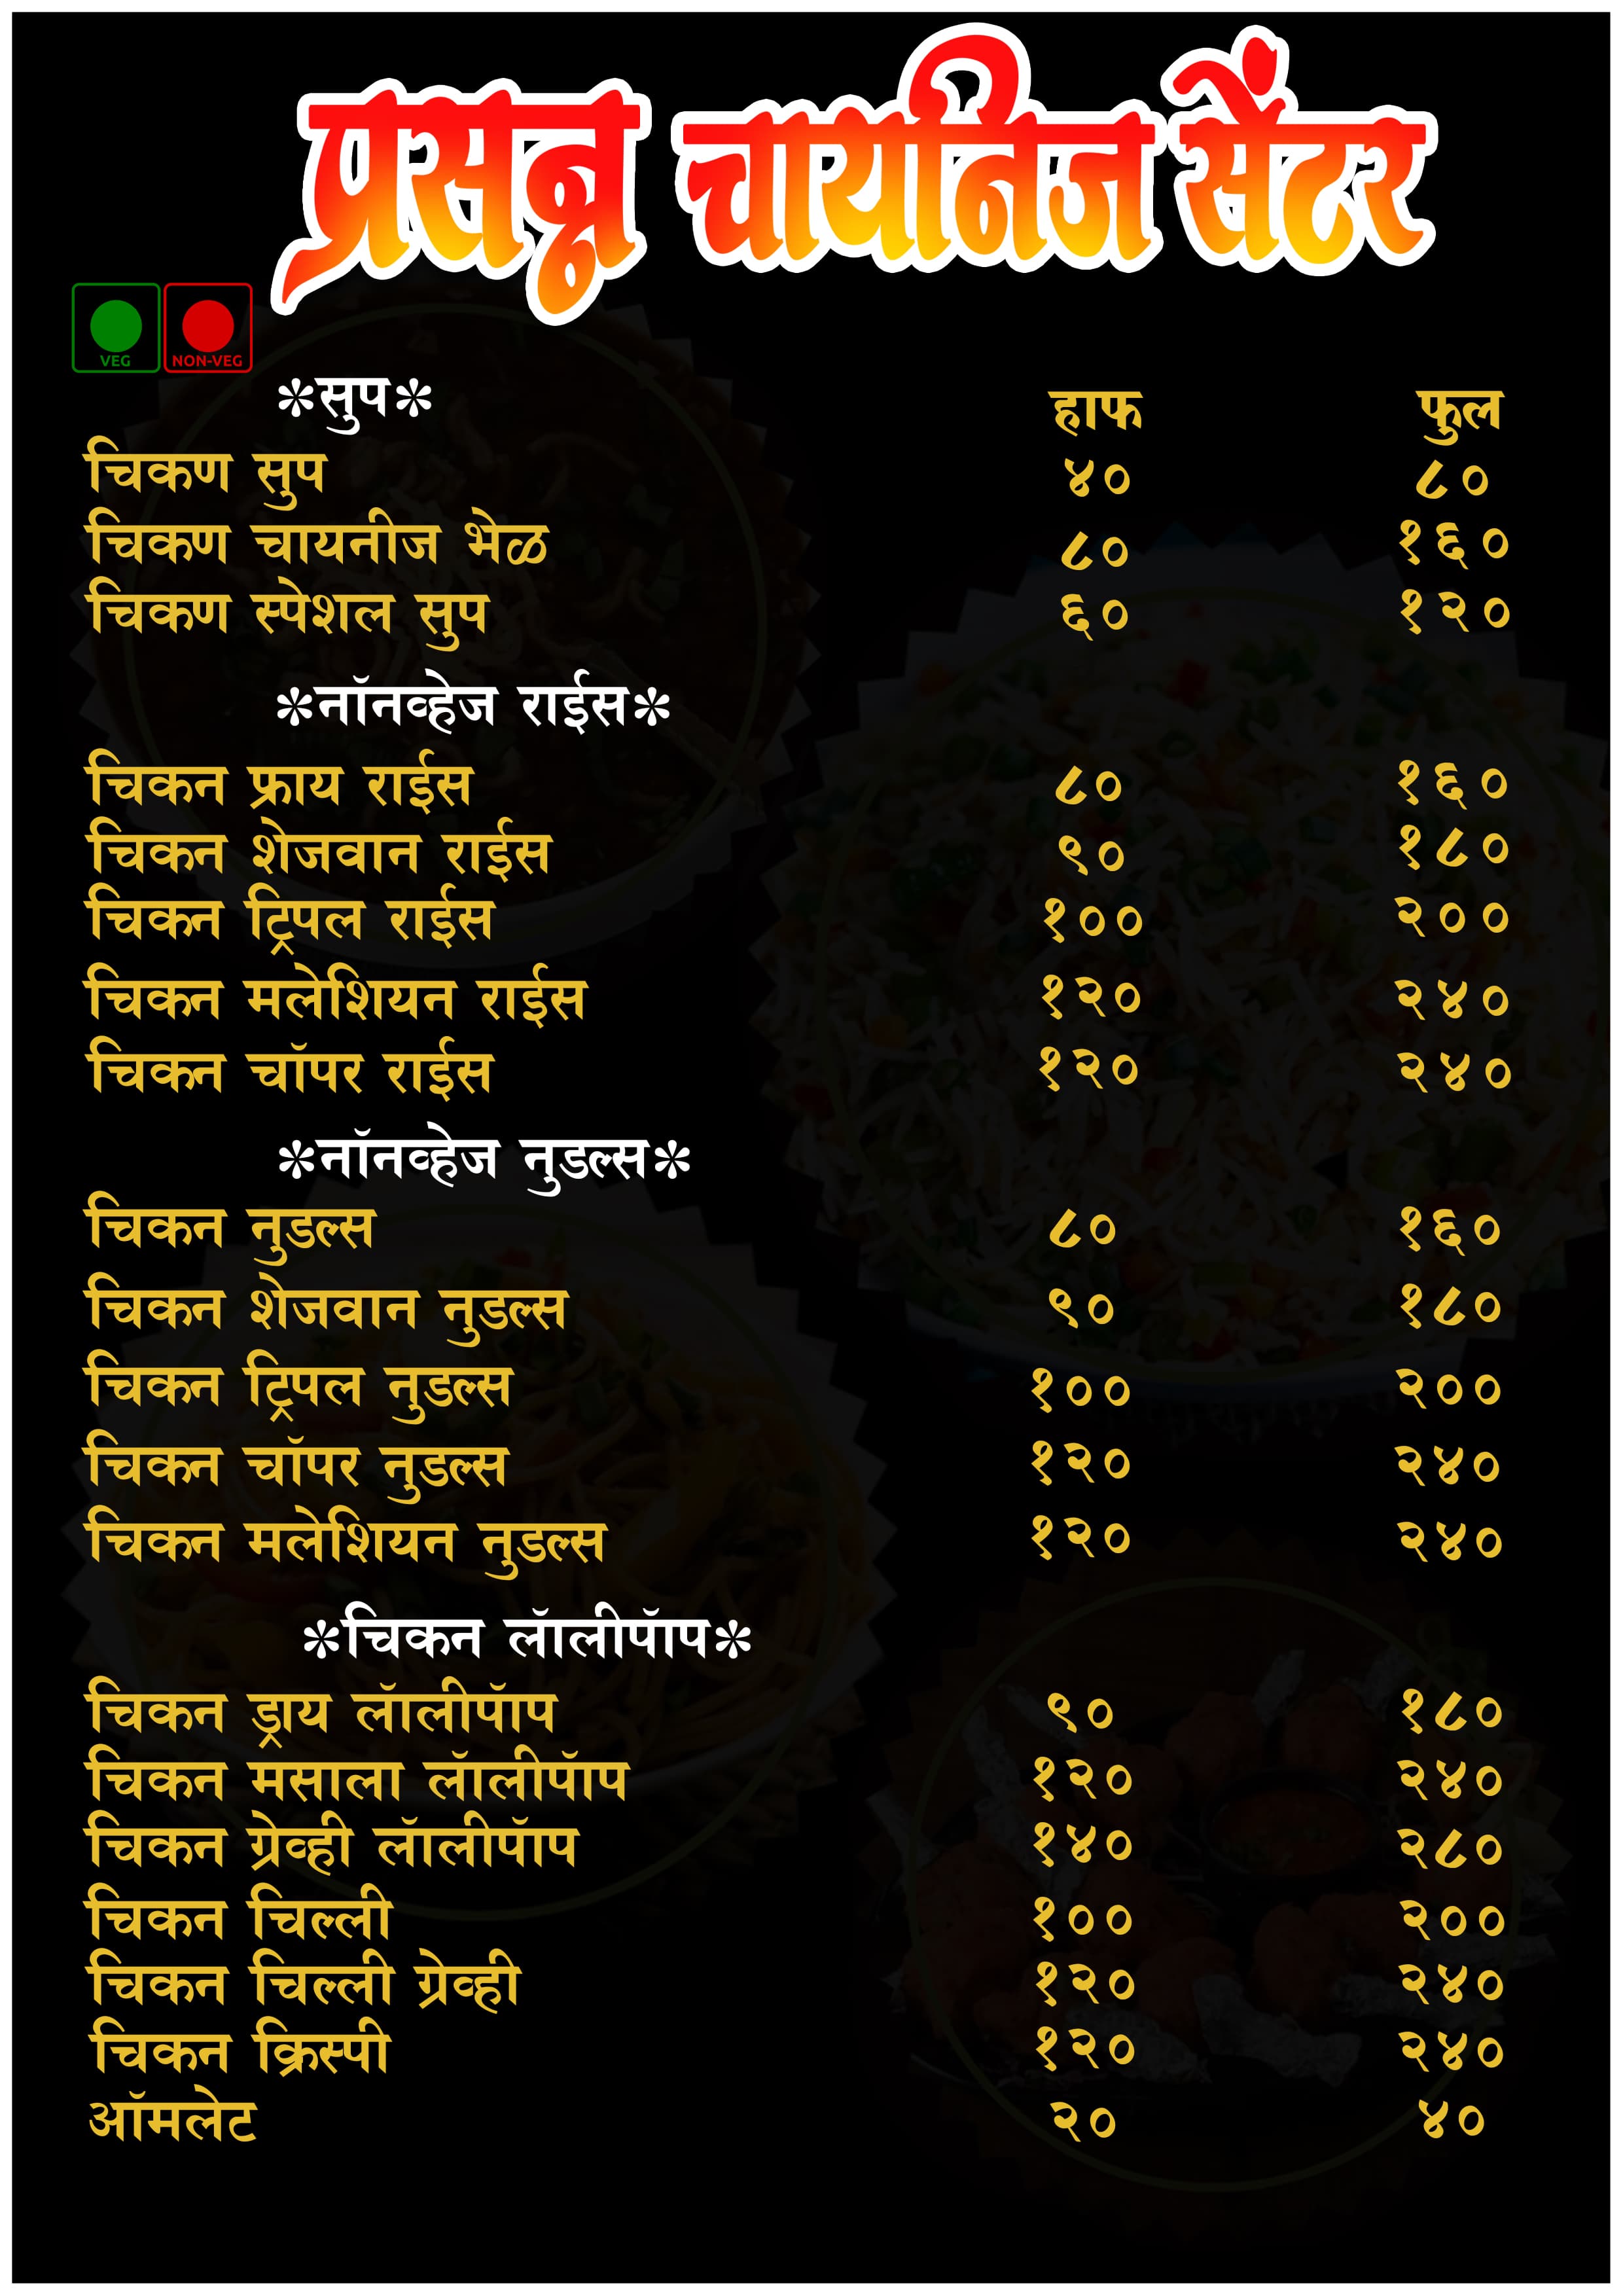 प्रसन्न चायनिज सेंटर
VEG NON-VEG
*सुप* हाफ फुल
चिकण सुप ४० ८०
चिकण चायनीज भेळ ८० १६०
चिकण स्पेशल सुप ६० १२०
*नॉनव्हेज राईस*
चिकन फ्राय राईस ८० १६०
चिकन शेजवान राईस ९० १८०
चिकन ट्रिपल राईस १०० २००
चिकन मलेशियन राईस १२० २४०
चिकन चॉपर राईस १२० २४०
*नॉनव्हेज नुडल्स*
चिकन नुडल्स ८० १६०
चिकन शेजवान नुडल्स ९० १८०
चिकन ट्रिपल नुडल्स १०० २००
चिकन चॉपर नुडल्स १२० २४०
चिकन मलेशियन नुडल्स १२० २४०
*चिकन लॉलीपॉप*
चिकन ड्राय लॉलीपॉप ९० १८०
चिकन मसाला लॉलीपॉप १२० २४०
चिकन ग्रेव्ही लॉलीपॉप १४० २८०
चिकन चिल्ली १०० २००
चिकन चिल्ली ग्रेव्ही १२० २४०
चिकन क्रिस्पी १२० २४०
ऑमलेट २० ४०